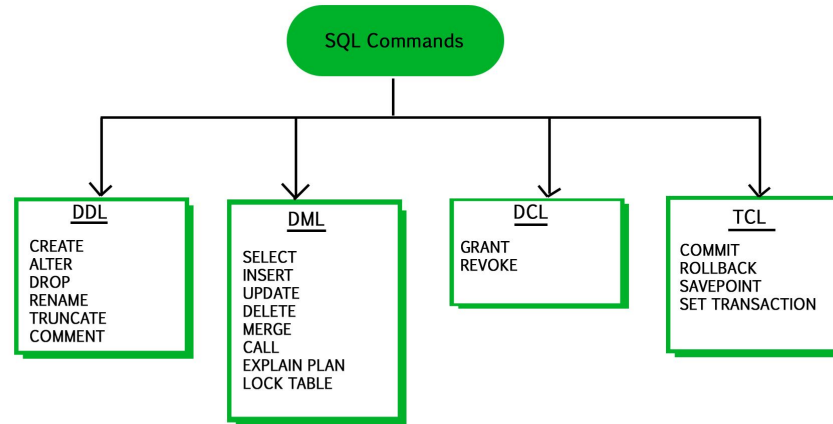 SQL Commands
DDL
CREATE
ALTER
DROP
RENAME
TRUNCATE
COMMENT
DML
SELECT
INSERT
UPDATE
DELETE
MERGE
CALL
EXPLAIN PLAN
LOCK TABLE
DCL
GRANT
REVOKE
TCL
COMMIT
ROLLBACK
SAVEPOINT
SET TRANSACTION